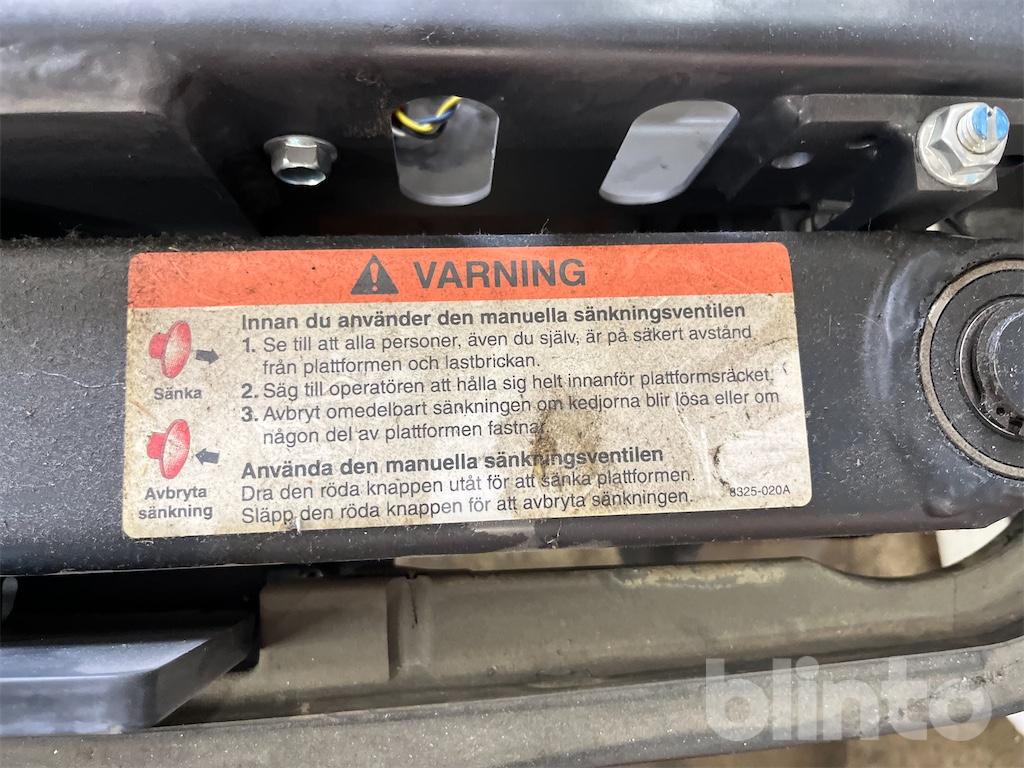 VARNING
Innan du använder den manuella sänkningsventilen
1. Se till att alla personer, även du själv, är på säkert avstånd
från plattformen och lastbrickan.
2. Säg till operatören att hålla sig helt innanför plattformsräcket.
3. Avbryt omedelbart sänkningen om kedjorna blir lösa eller om
någon del av plattformen fastnar.
Sänka
Använda den manuella sänkningsventilen
Dra den röda knappen utåt för att sänka plattformen.
Släpp den röda knappen för att avbryta sänkningen.
Avbryta
sänkning
8325-020A
blinto